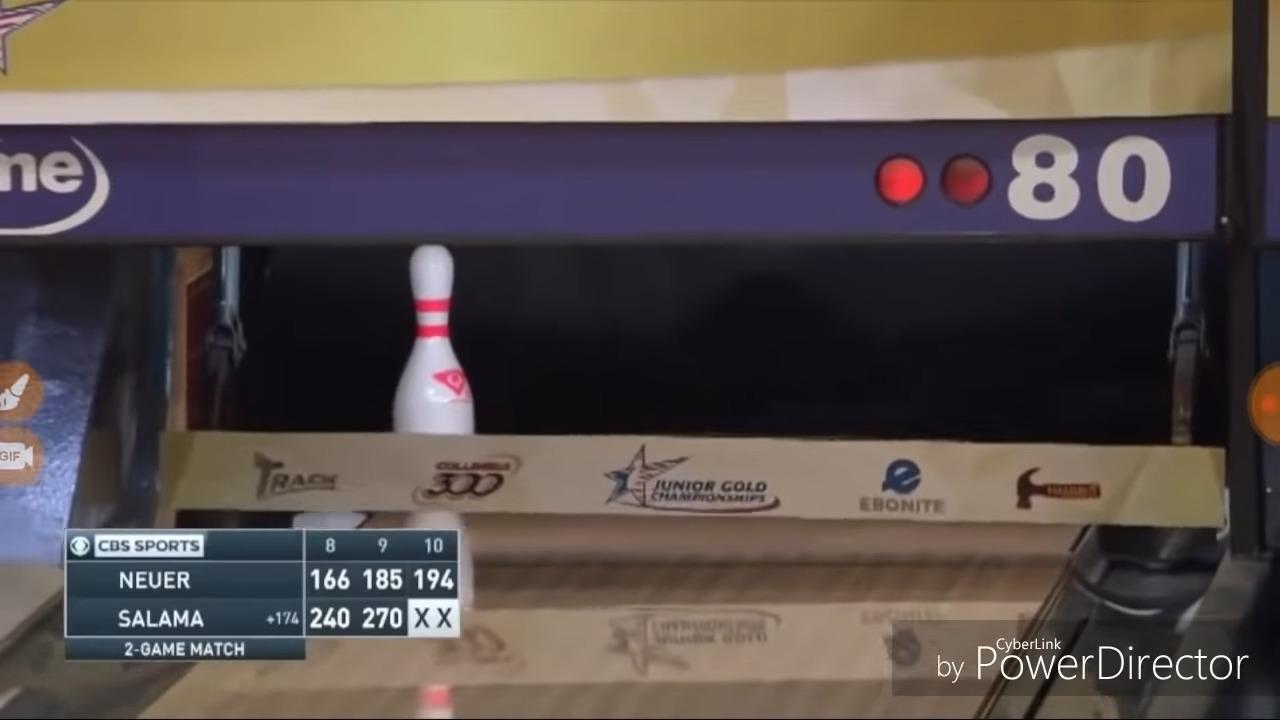 me
80
TRACK
COLUMBIA
300
JUNIOR GOLD
CHAMPIONSHIPS
EBONITE
HAMMER
GIF
CBS SPORTS 8 9 10
NEUER 166 185 194
SALAMA +174 240 270 X X
2-GAME MATCH
CyberLink
by PowerDirector